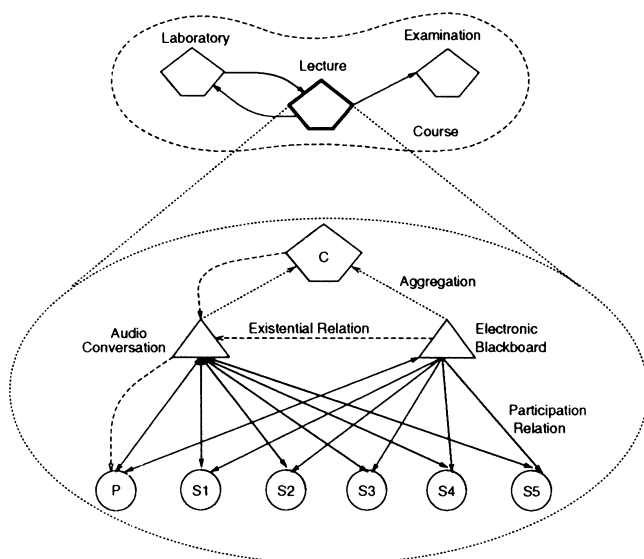 Laboratory
Examination
Lecture
Course
C
Aggregation
Audio
Conversation
Existential Relation
Electronic
Blackboard
Participation
Relation
P
S1
S2
S3
S4
S5